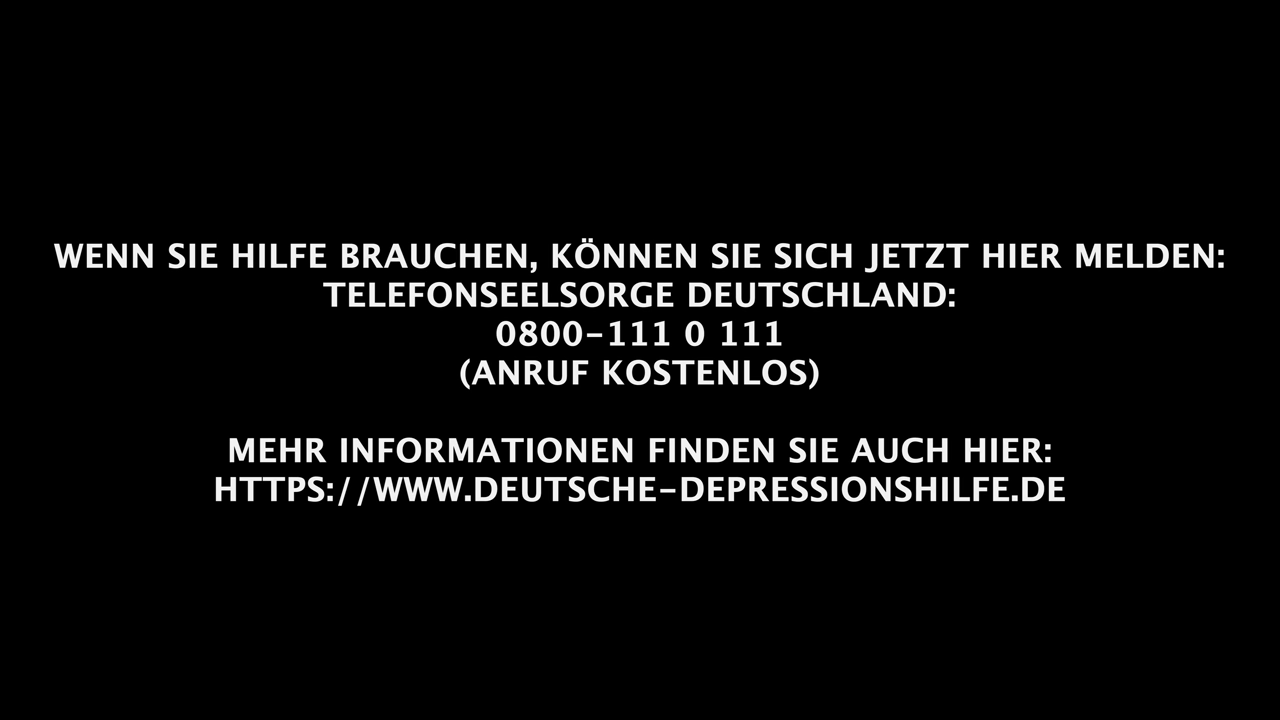 WENN SIE HILFE BRAUCHEN, KÖNNEN SIE SICH JETZT HIER MELDEN:
TELEFONSEELSORGE DEUTSCHLAND:
0800-111 0 111
(ANRUF KOSTENLOS)
MEHR INFORMATIONEN FINDEN SIE AUCH HIER:
HTTPS://WWW.DEUTSCHE-DEPRESSIONSHILFE.DE